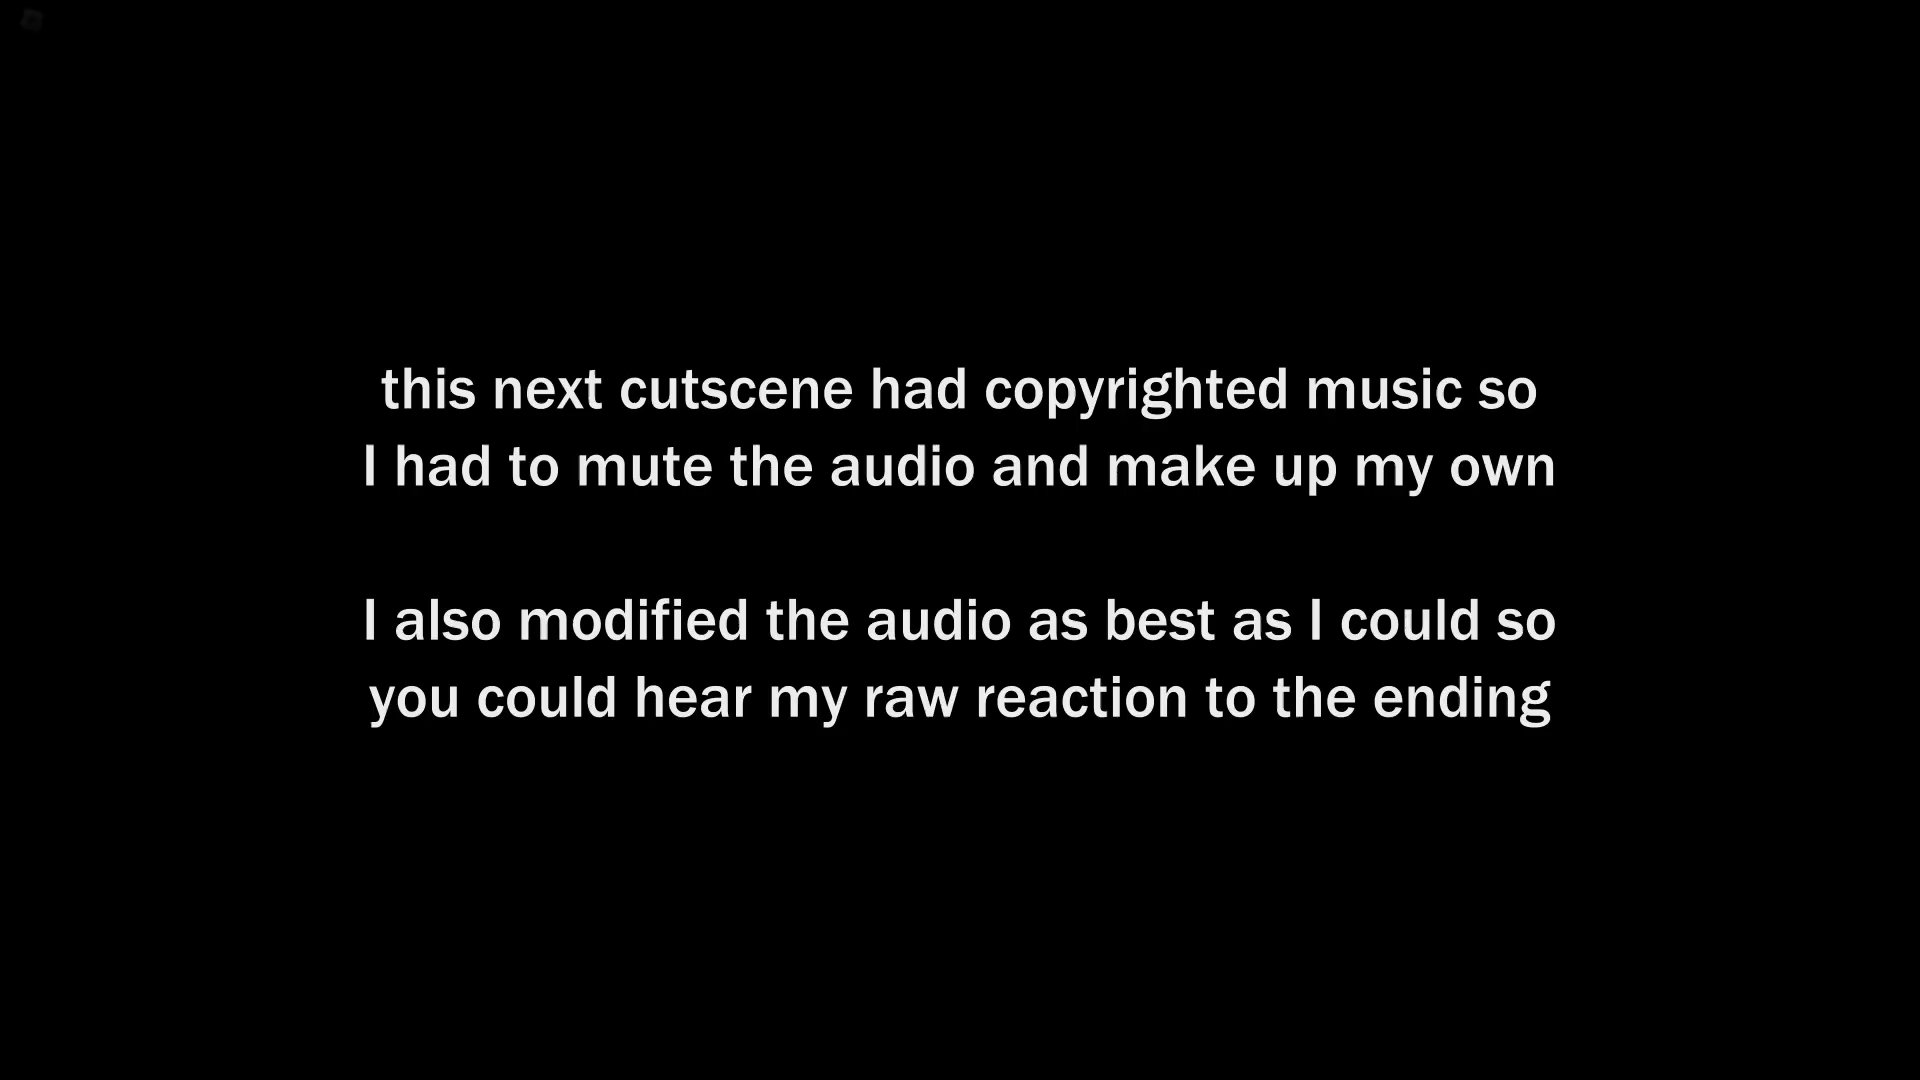 this next cutscene had copyrighted music so
I had to mute the audio and make up my own
I also modified the audio as best as I could so
you could hear my raw reaction to the ending